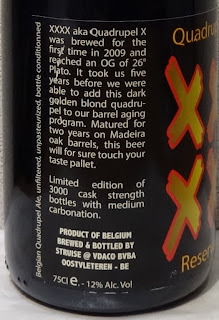 XXXX aka Quadrupel X
was brewed for the
first time in 2009 and
reached an OG of 26°
Plato. It took us five
years before we were
able to add this dark
golden blond quadru-
pel to our barrel aging
program. Matured for
two years on Madeira
oak barrels, this beer
will for sure touch your
taste pallet.
Limited edition of
3000 cask strength
bottles with medium
carbonation.
PRODUCT OF BELGIUM
BREWED & BOTTLED BY
STRUISE @ VDACO BVBA
OOSTVLETEREN - BE
75Cl e. - 12% Alc. Vol
Belgian Quadrupel Ale, unfiltered, unpasteurized, bottle conditionned
Quadru
X
X
Reser